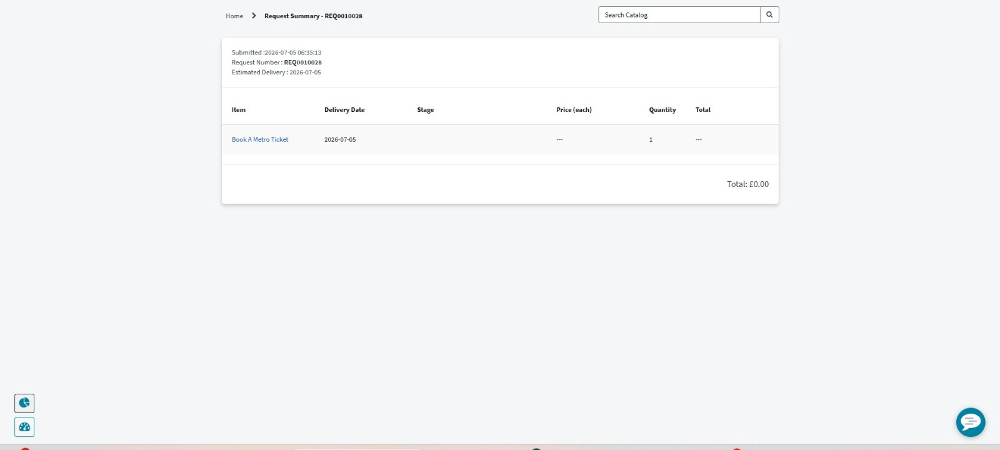 Home > Request Summary - REQ0010028
Search Catalog
Submitted :2026-07-05 06:35:13
Request Number : REQ0010028
Estimated Delivery : 2026-07-05
Item Delivery Date Stage Price (each) Quantity Total
Book A Metro Ticket 2026-07-05 --- 1 ---
Total: £0.00